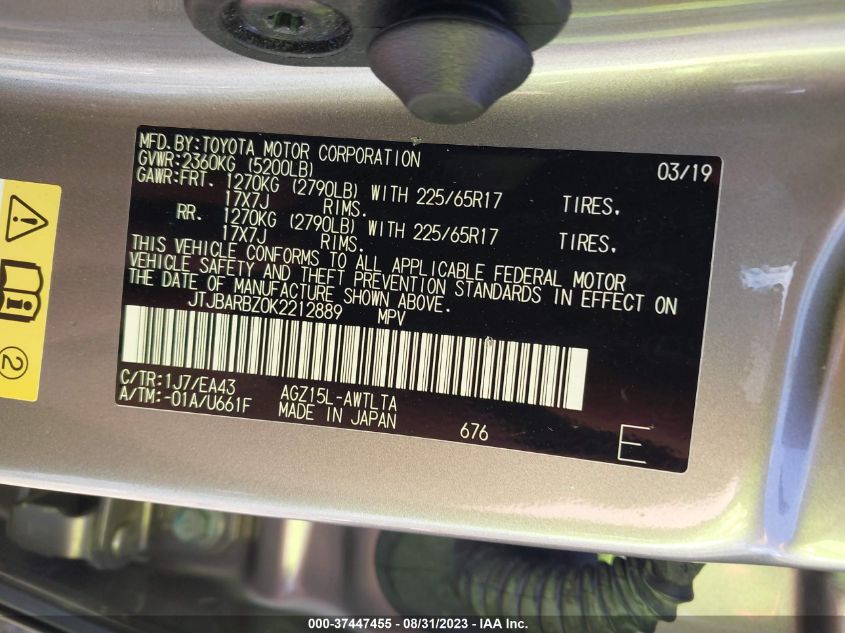 MFD.BY:TOYOTA MOTOR CORPORATION 03/19
GVWR:2360KG (5200LB)
GAWR:FRT. 1270KG (2790LB) WITH 225/65R17 TIRES,
17X7J RIMS.
RR. 1270KG (2790LB) WITH 225/65R17 TIRES,
17X7J RIMS.
THIS VEHICLE CONFORMS TO ALL APPLICABLE FEDERAL MOTOR
VEHICLE SAFETY AND THEFT PREVENTION STANDARDS IN EFFECT ON
THE DATE OF MANUFACTURE SHOWN ABOVE.
JTJBARBZ0K2212889 MPV
C/TR:1J7/EA43 AGZ15L-AWTLTA
A/TM:-01A/U661F MADE IN JAPAN 676 E
2
000-37447455 - 08/31/2023 - IAA Inc.